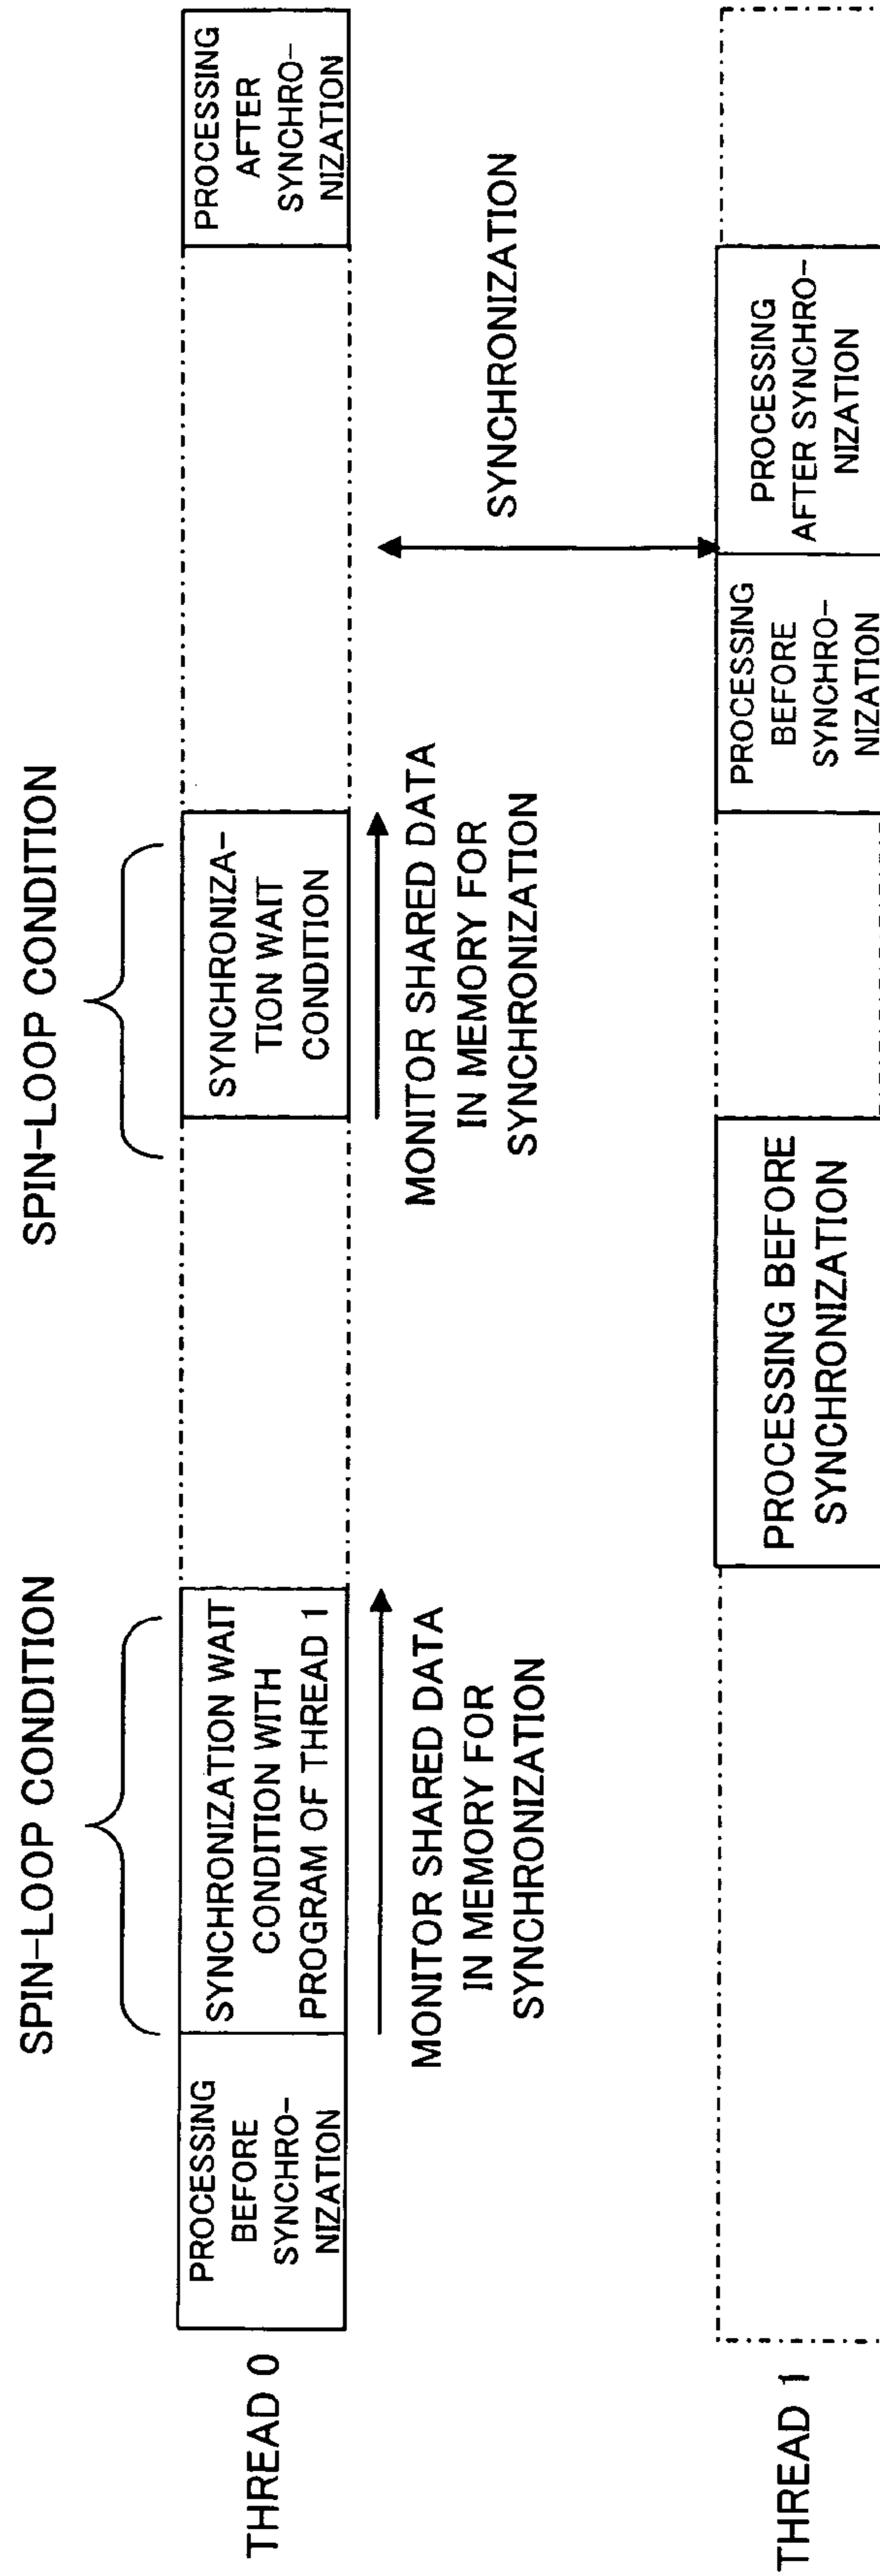 SPIN-LOOP CONDITION
SPIN-LOOP CONDITION
THREAD 0
PROCESSING
BEFORE
SYNCHRO-
NIZATION
SYNCHRONIZATION WAIT
CONDITION WITH
PROGRAM OF THREAD 1
SYNCHRONIZA-
TION WAIT
CONDITION
PROCESSING
AFTER
SYNCHRO-
NIZATION
MONITOR SHARED DATA
IN MEMORY FOR
SYNCHRONIZATION
MONITOR SHARED DATA
IN MEMORY FOR
SYNCHRONIZATION
SYNCHRONIZATION
THREAD 1
PROCESSING BEFORE
SYNCHRONIZATION
PROCESSING
BEFORE
SYNCHRO-
NIZATION
PROCESSING
AFTER SYNCHRO-
NIZATION